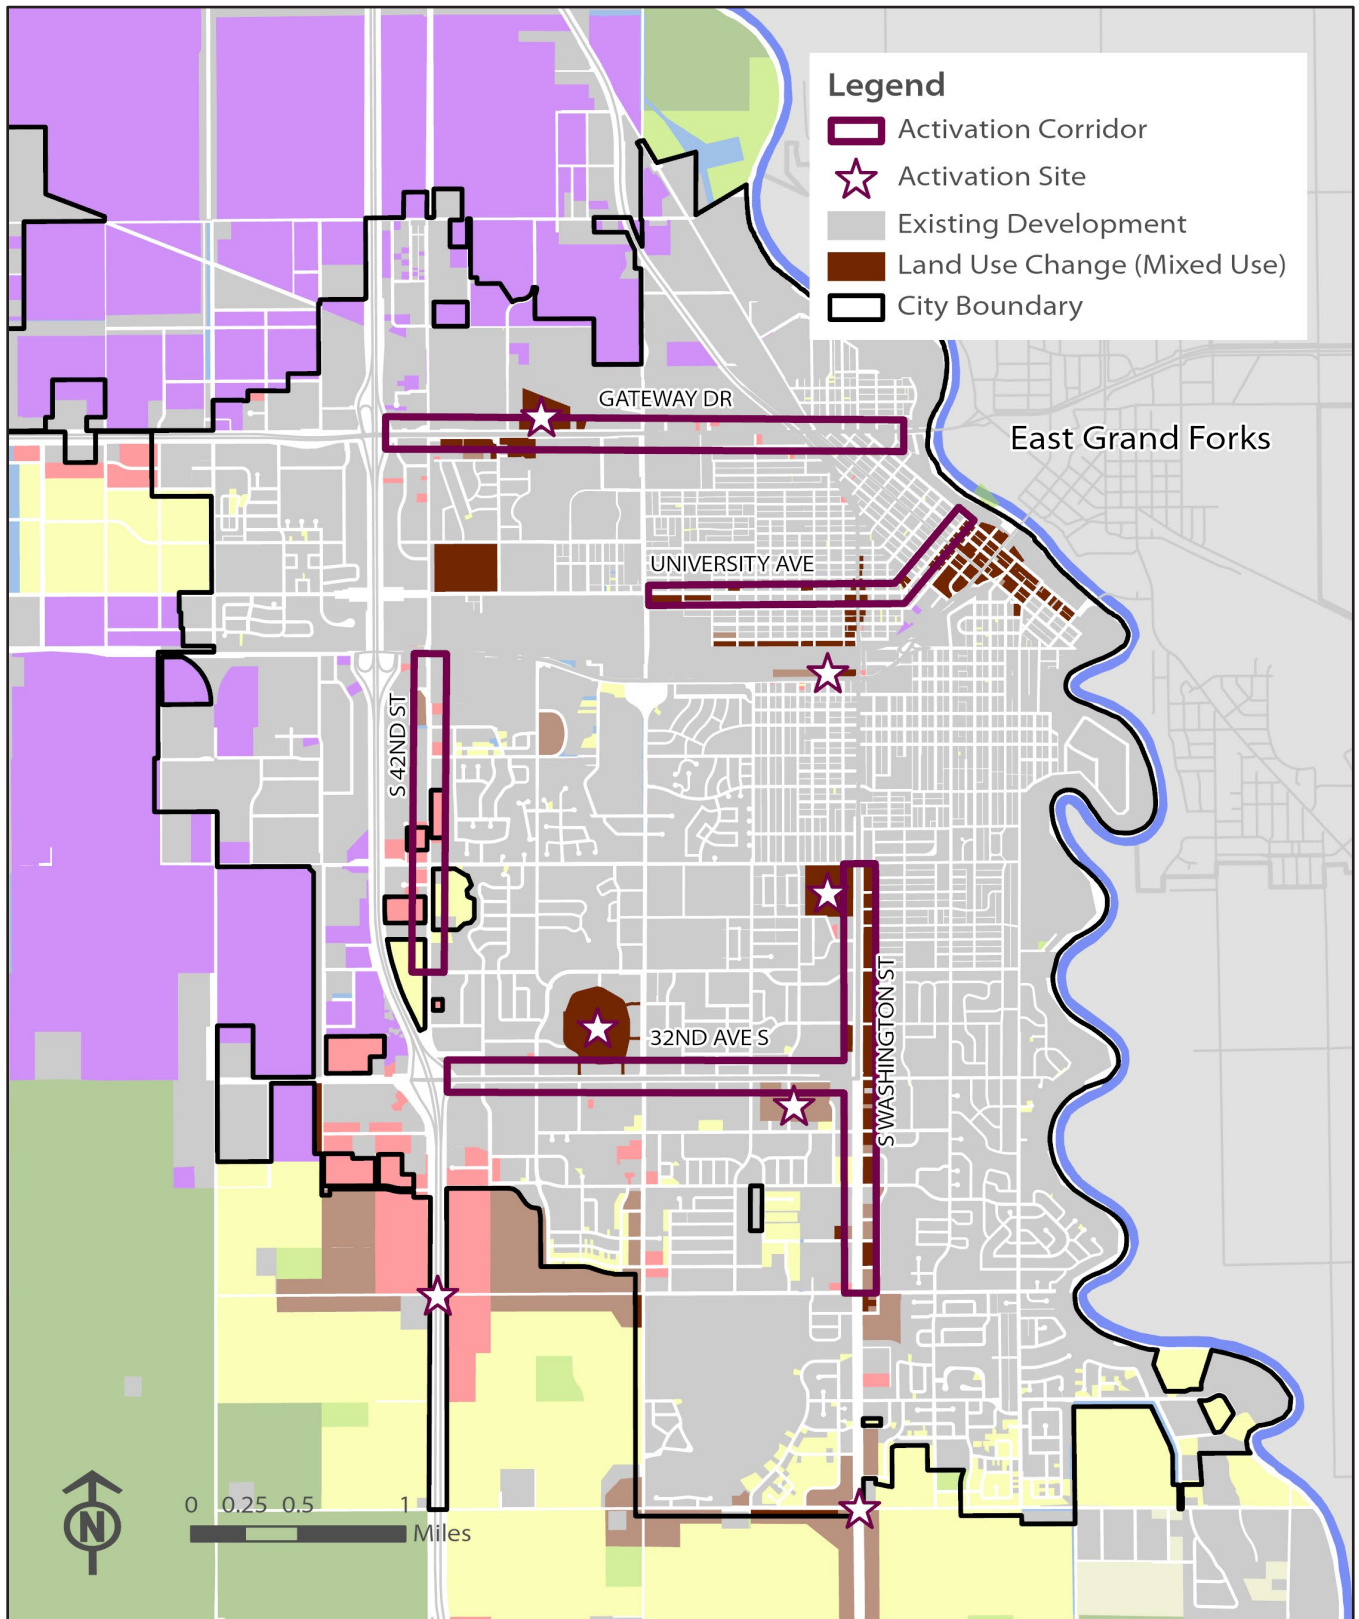 Legend
Activation Corridor
Activation Site
Existing Development
Land Use Change (Mixed Use)
City Boundary
GATEWAY DR
East Grand Forks
UNIVERSITY AVE
S 42ND ST
32ND AVE S
S WASHINGTON ST
N
0 0.25 0.5 1
Miles